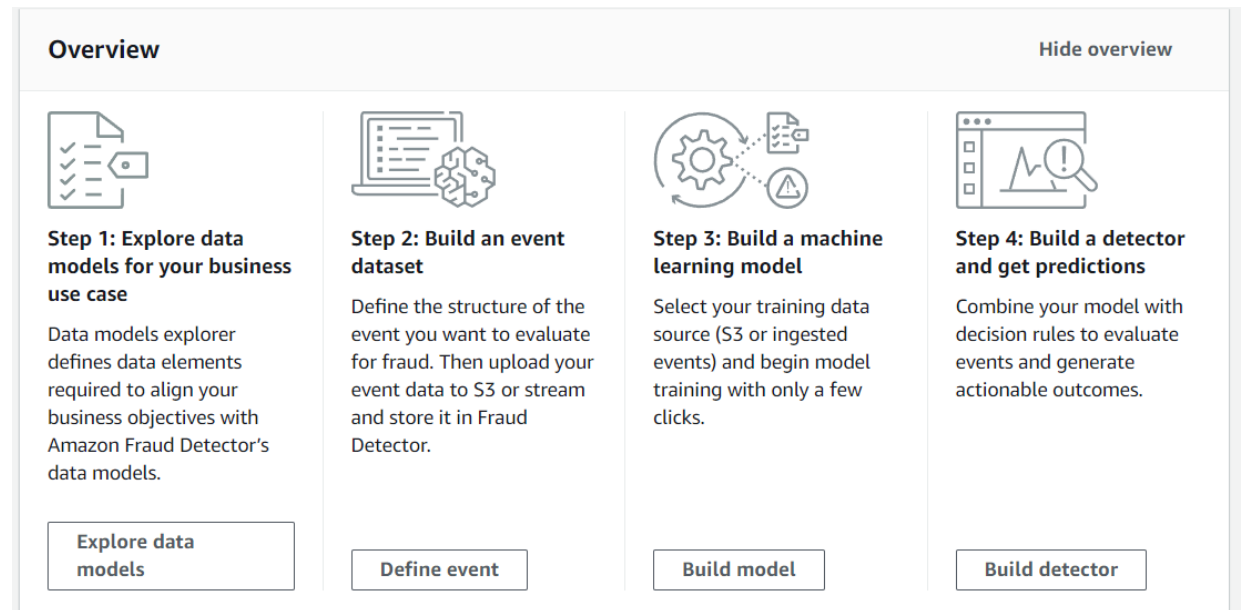 Overview
Hide overview
Step 1: Explore data
models for your business
use case
Data models explorer
defines data elements
required to align your
business objectives with
Amazon Fraud Detector’s
data models.
Explore data
models
Step 2: Build an event
dataset
Define the structure of the
event you want to evaluate
for fraud. Then upload your
event data to S3 or stream
and store it in Fraud
Detector.
Define event
Step 3: Build a machine
learning model
Select your training data
source (S3 or ingested
events) and begin model
training with only a few
clicks.
Build model
Step 4: Build a detector
and get predictions
Combine your model with
decision rules to evaluate
events and generate
actionable outcomes.
Build detector